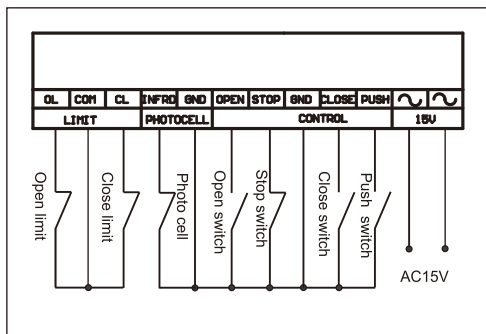 OL COM CL INFRD GND OPEN STOP GND CLOSE PUSH
LIMIT PHOTOCELL CONTROL 15V
Open limit
Close limit
Photo cell
Open switch
Stop switch
Close switch
Push switch
AC15V